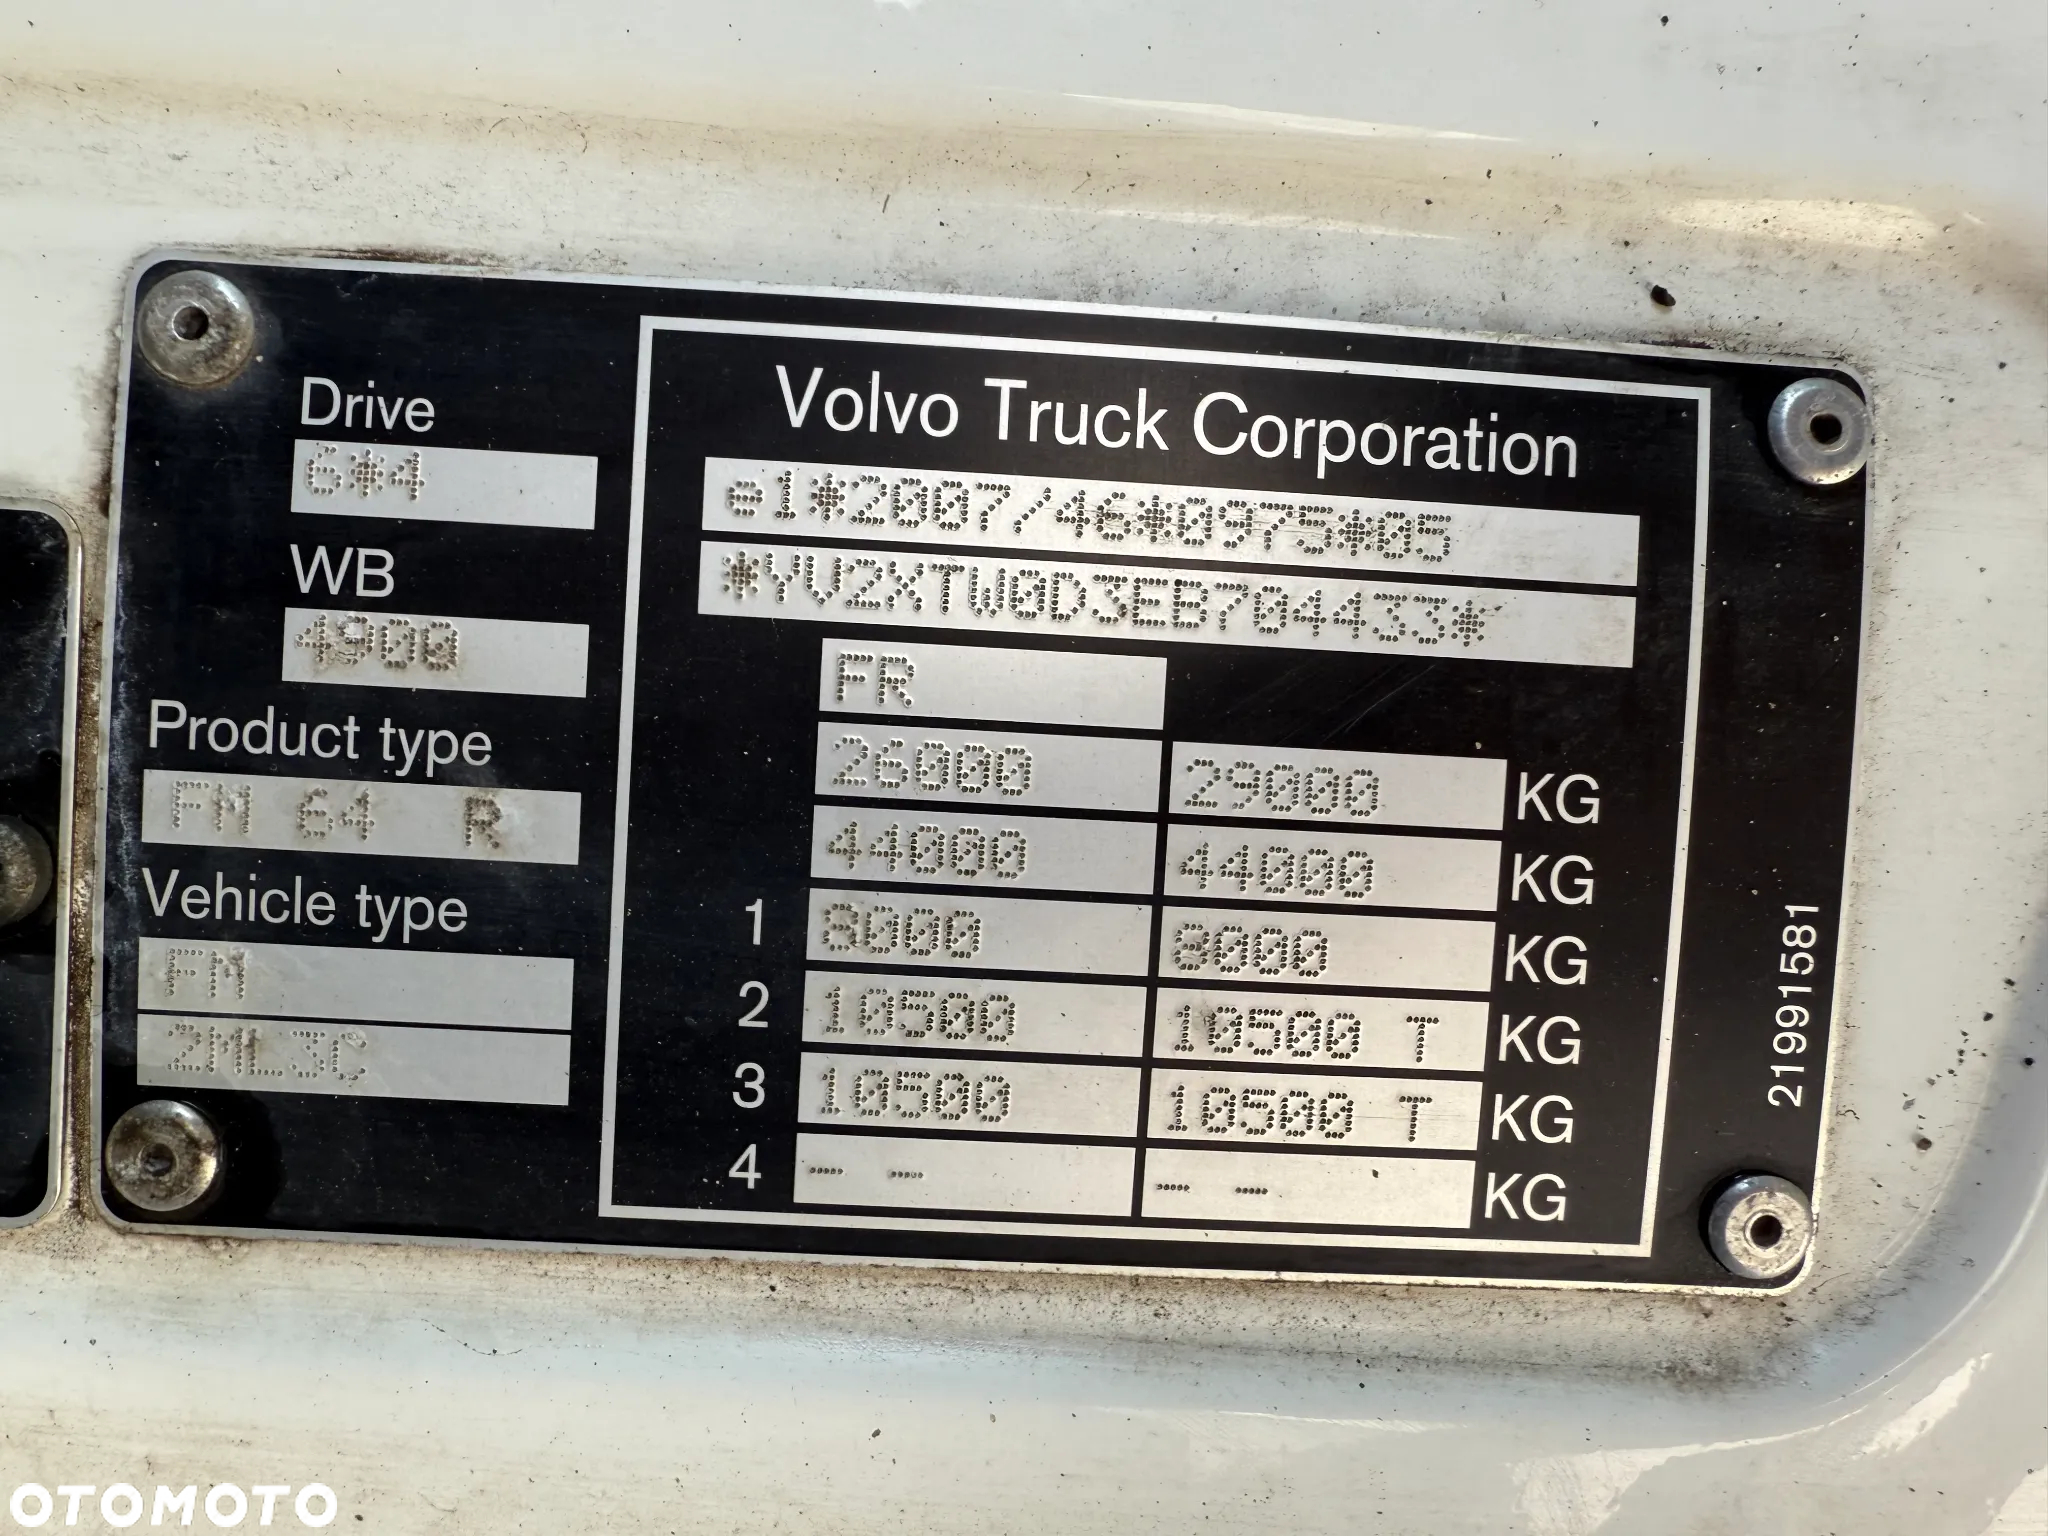 Drive
6*4
WB
4900
Product type
FM 64 R
Vehicle type
FM
2ML3C
Volvo Truck Corporation
e1*2007/46*0975*05
*YV2XTW0D3EB704433*
FR
26000 29000 KG
44000 44000 KG
1 8000 8000 KG
2 10500 10500 T KG
3 10500 10500 T KG
4 - - - - KG
21991581
OTOMOTO